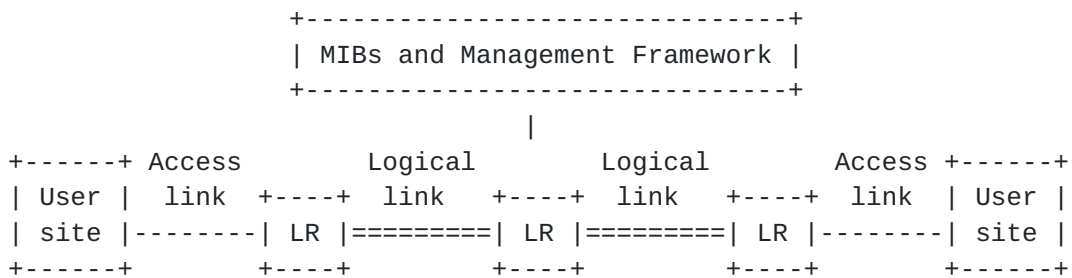 +-------------------------------+
| MIBs and Management Framework |
+-------------------------------+
|
+------+ Access Logical Logical Access +------+
| User | link +----+ link +----+ link +----+ link | User |
| site |--------| LR |=========| LR |=========| LR |--------| site |
+------+ +----+ +----+ +----+ +------+